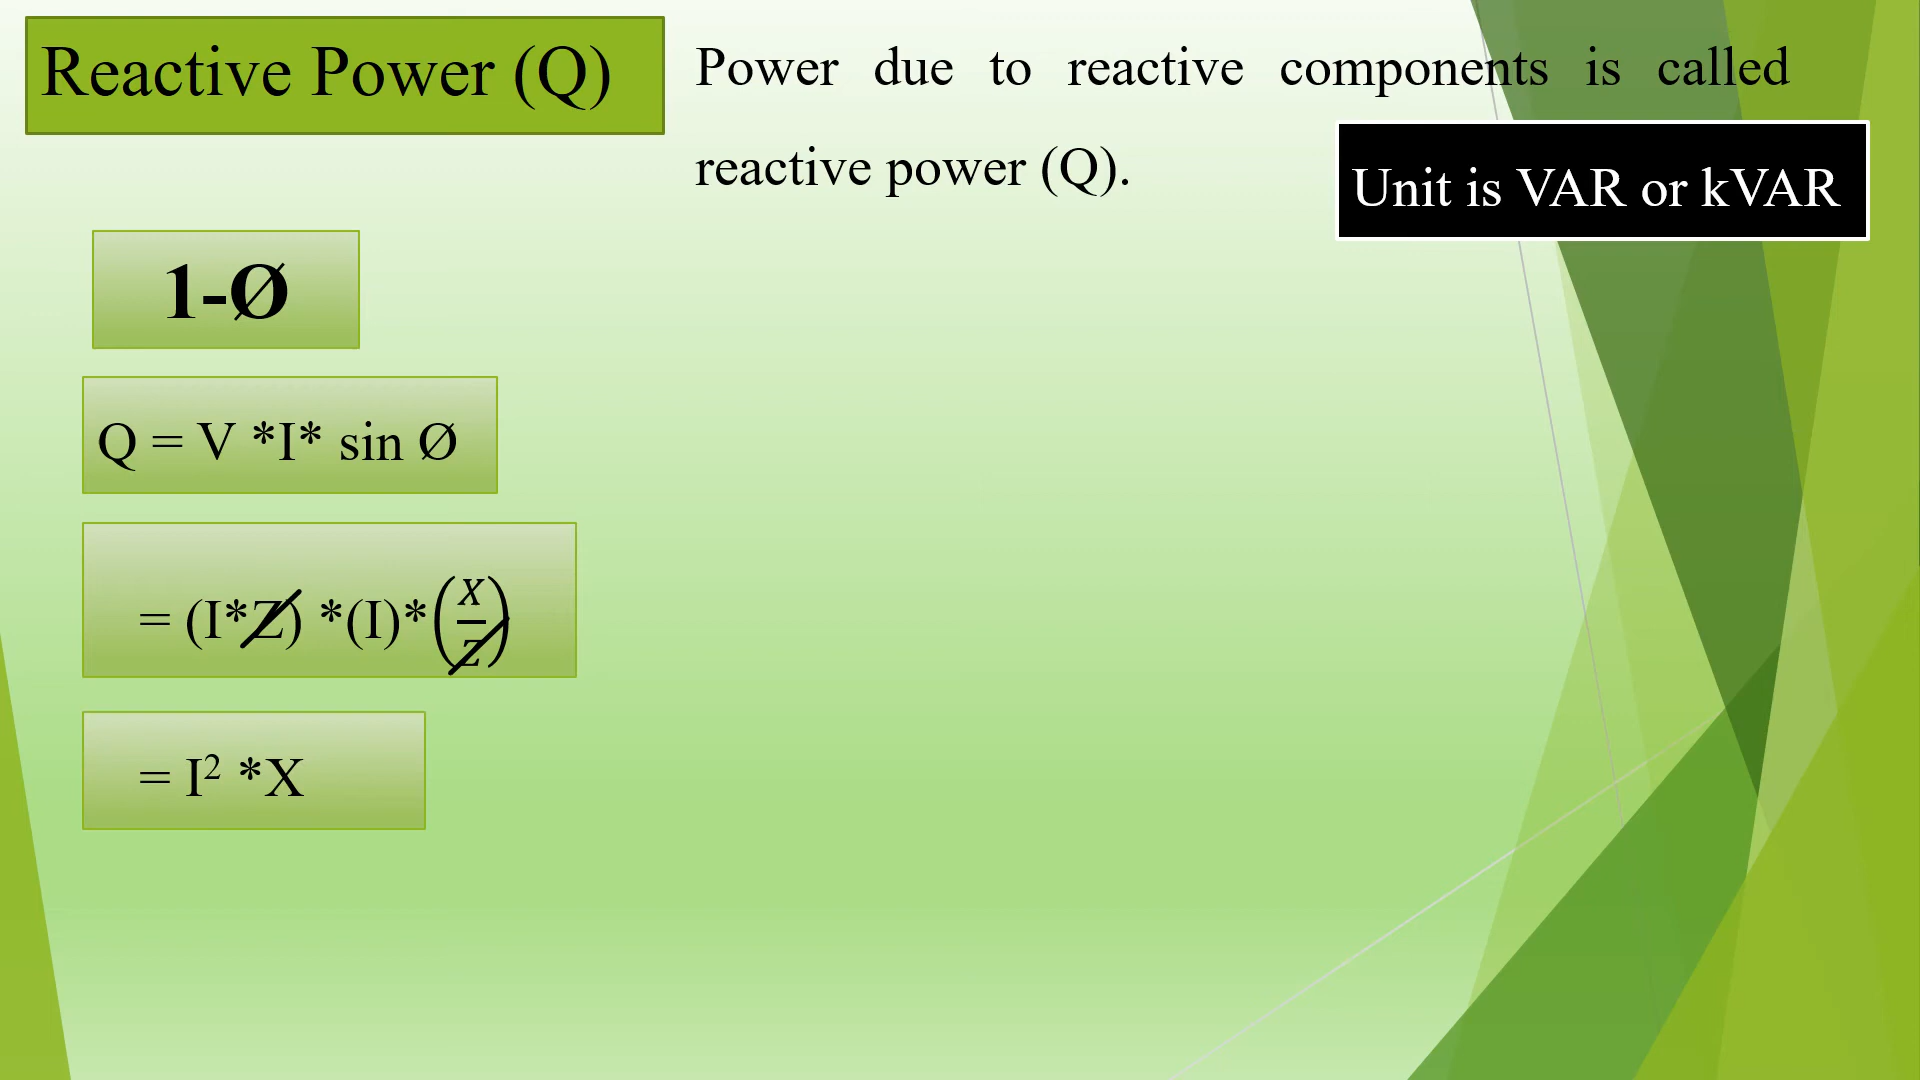 Reactive Power (Q)
Power due to reactive components is called
reactive power (Q).
Unit is VAR or kVAR
1-Ø
Q = V *I* sin Ø
= (I*Z) *(I)*(X/Z)
= I² *X